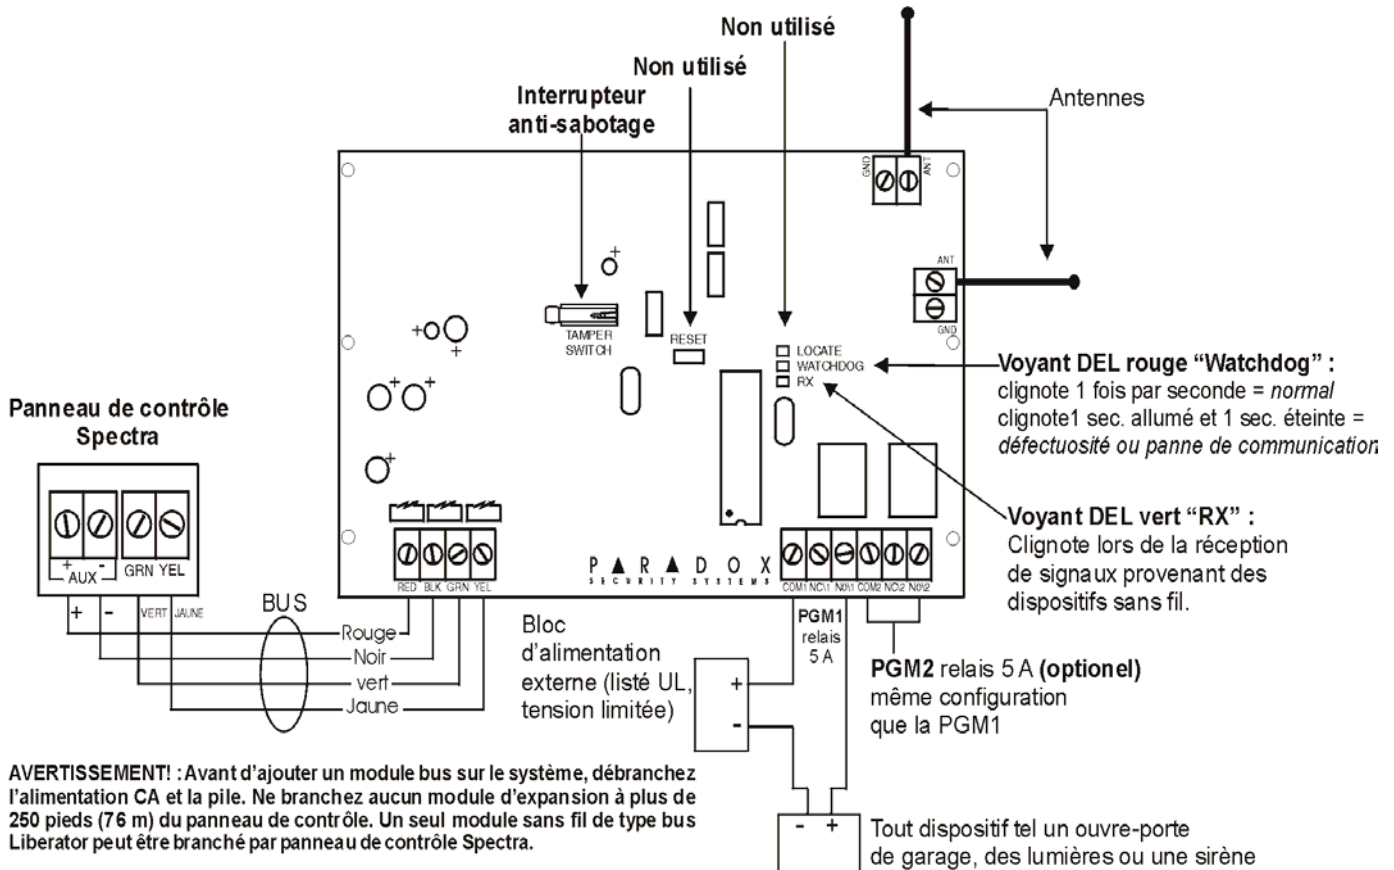 Non utilisé
Non utilisé
Interrupteur
anti-sabotage
Antennes
GND
ANT
ANT
GND
TAMPER
SWITCH
RESET
LOCATE
WATCHDOG
RX
Voyant DEL rouge “Watchdog” :
clignote 1 fois par seconde = normal
clignote1 sec. allumé et 1 sec. éteinte =
défectuosité ou panne de communication
Voyant DEL vert “RX” :
Clignote lors de la réception
de signaux provenant des
dispositifs sans fil.
Panneau de contrôle
Spectra
+ -
AUX
GRN YEL
+ - VERT JAUNE
BUS
Rouge
Noir
vert
Jaune
RED BLK GRN YEL
PARADOX
SECURITY SYSTEMS
COM1 NC\1 N0\1 COM2 NC\2 N0\2
Bloc
d’alimentation
externe (listé UL,
tension limitée)
+
-
PGM1
relais
5 A
PGM2 relais 5 A (optionel)
même configuration
que la PGM1
- +
Tout dispositif tel un ouvre-porte
de garage, des lumières ou une sirène
AVERTISSEMENT! : Avant d’ajouter un module bus sur le système, débranchez
l’alimentation CA et la pile. Ne branchez aucun module d’expansion à plus de
250 pieds (76 m) du panneau de contrôle. Un seul module sans fil de type bus
Liberator peut être branché par panneau de contrôle Spectra.